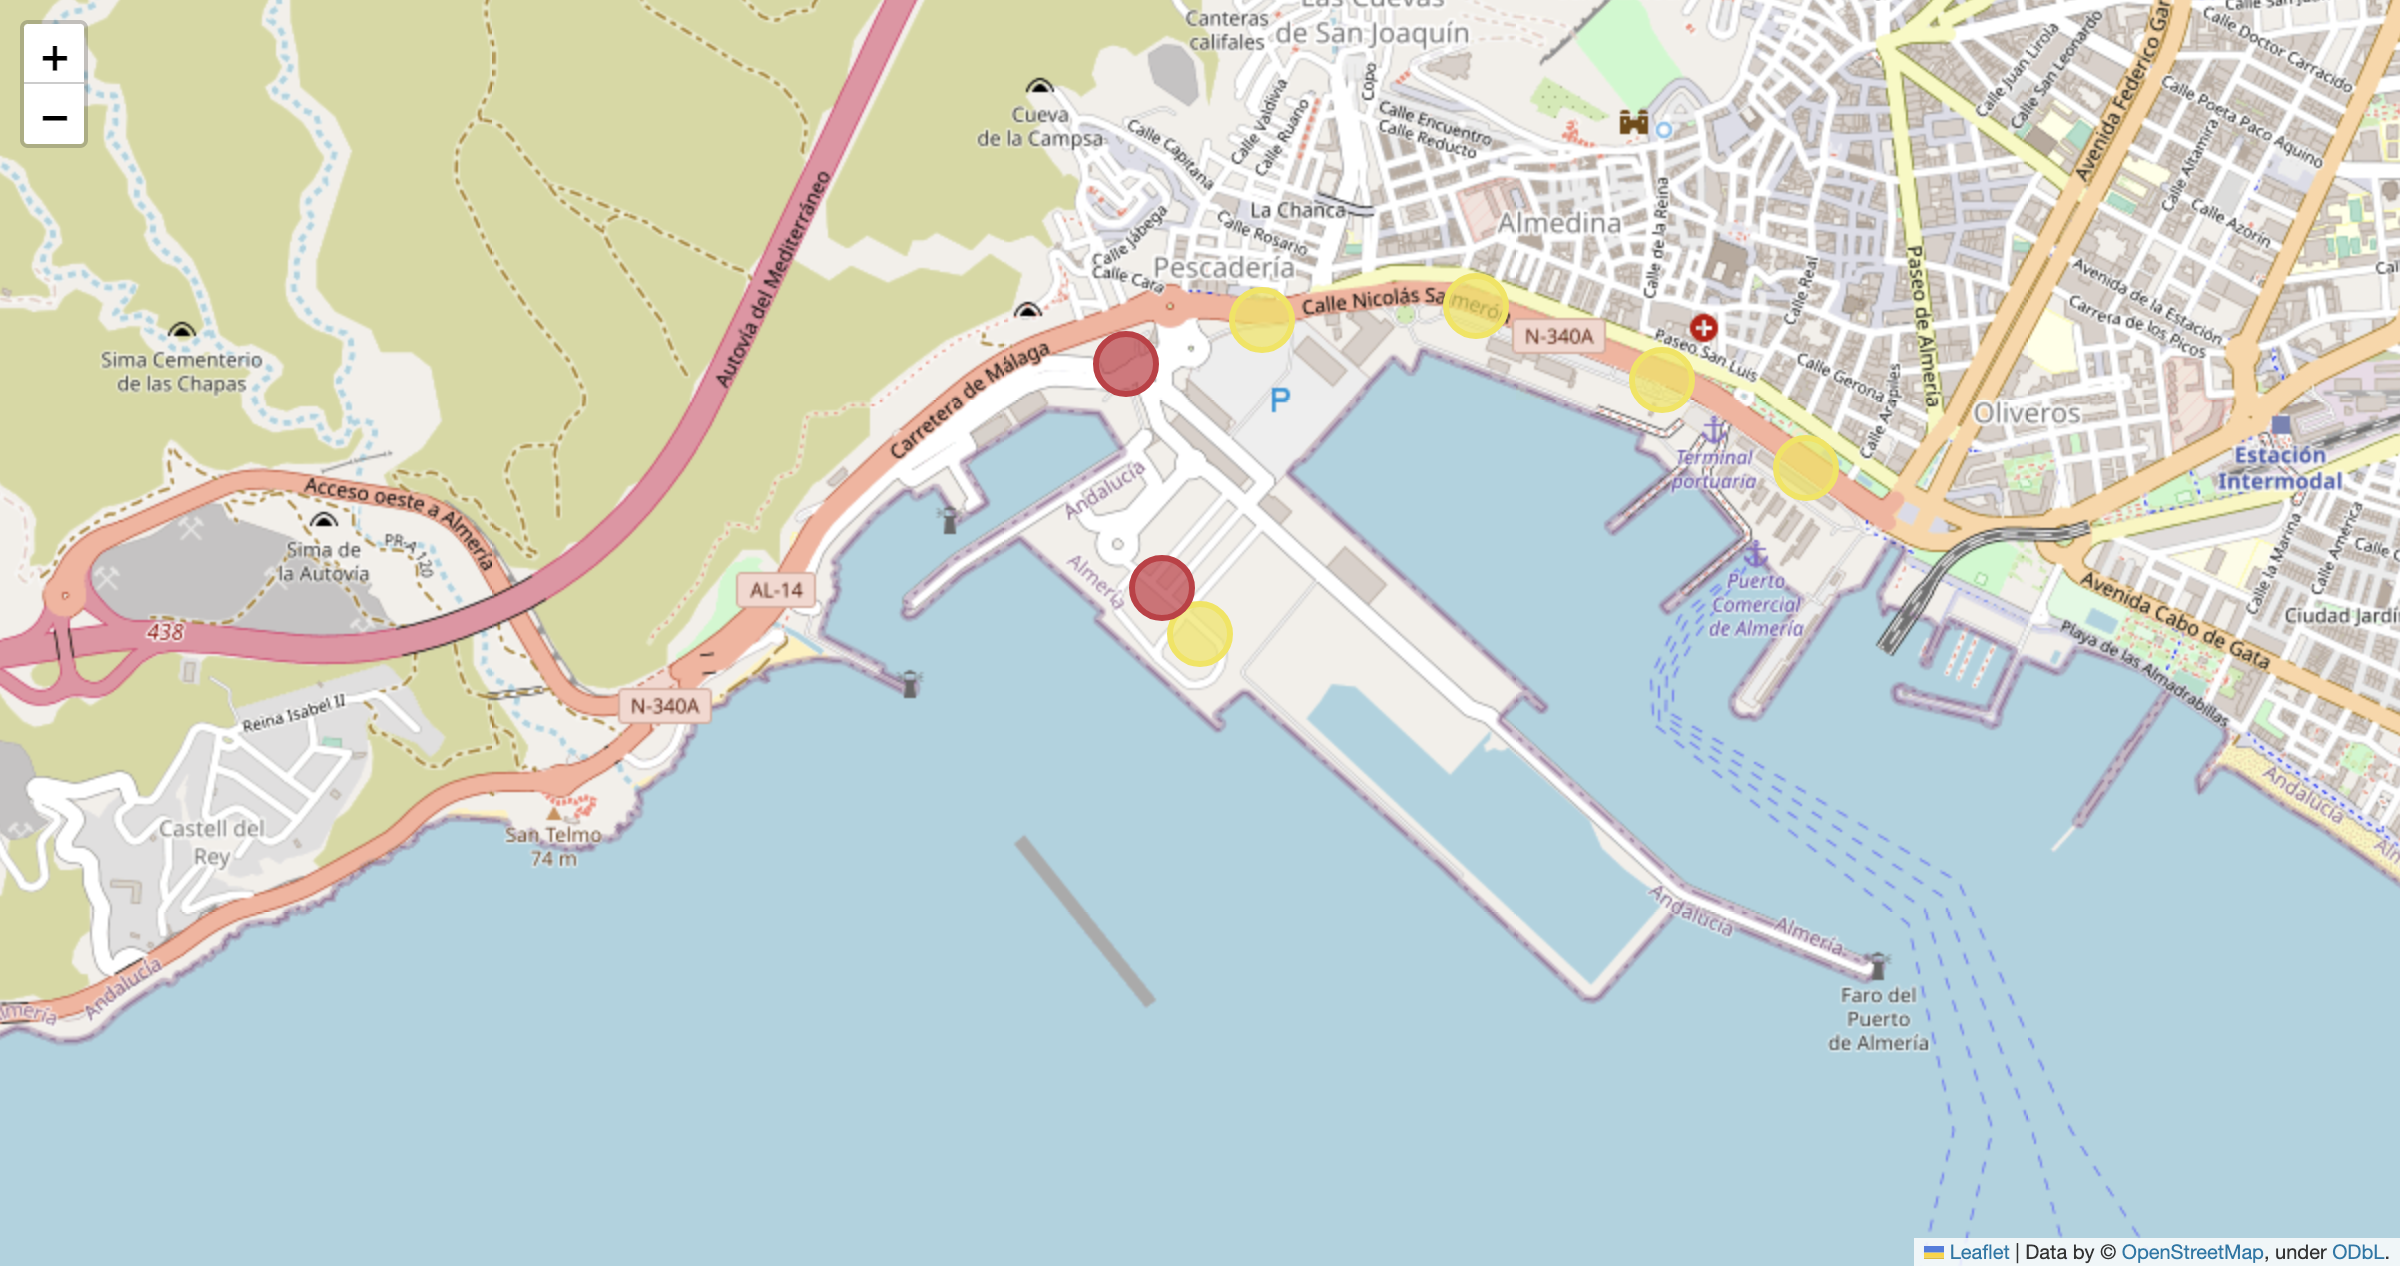 +
−
Canteras
califales
de San Joaquín
Cueva
de la Campsa
Calle Capitana
Calle Valdivia
Calle Ruano
Copo
Calle Encuentro
Calle Reducto
La Chanca
Calle Rosario
Calle Jábega
Calle Cara
Pescadería
Almedina
Calle de la Reina
Calle Real
Paseo de Almería
Avenida Federico Gar
Calle Juan Lirola
Calle San Leonardo
Calle Doctor Carracido
Calle Poeta Paco Aquino
Calle Altamira
Calle Azorín
Avenida de la Estación
Carrera de los Picos
Autovía del Mediterráneo
Sima Cementerio
de las Chapas
Carretera de Málaga
Calle Nicolás Salmerón
N-340A
Paseo San Luis
Calle Gerona
Calle Arapiles
Oliveros
P
Estación
Intermodal
Terminal
portuaria
Acceso oeste a Almería
Sima de
la Autovía
PR-A 120
438
AL-14
N-340A
Andalucía
Almería
Puerto
Comercial
de Almería
Calle la Marina
Calle América
Ciudad Jardí
Avenida Cabo de Gata
Playa de las Almadrabillas
Andalucía
Reina Isabel II
Castell del
Rey
San Telmo
74 m
Andalucía
Andalucía
Almería
Faro del
Puerto
de Almería
Leaflet | Data by © OpenStreetMap, under ODbL.